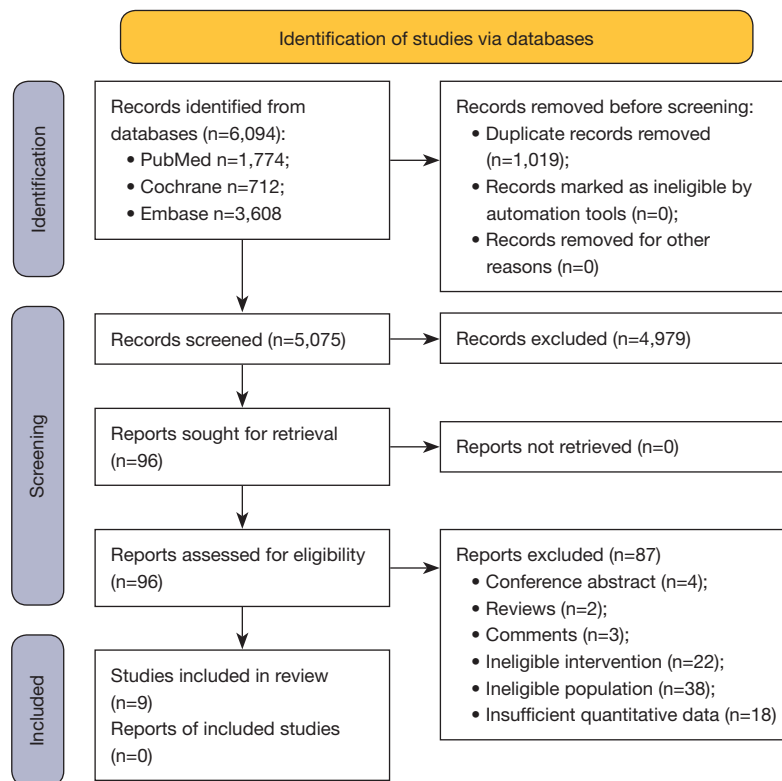 Identification of studies via databases
Identification
Records identified from
databases (n=6,094):
• PubMed n=1,774;
• Cochrane n=712;
• Embase n=3,608
Records removed before screening:
• Duplicate records removed
(n=1,019);
• Records marked as ineligible by
automation tools (n=0);
• Records removed for other
reasons (n=0)
Screening
Records screened (n=5,075)
Records excluded (n=4,979)
Reports sought for retrieval
(n=96)
Reports not retrieved (n=0)
Reports assessed for eligibility
(n=96)
Reports excluded (n=87)
• Conference abstract (n=4);
• Reviews (n=2);
• Comments (n=3);
• Ineligible intervention (n=22);
• Ineligible population (n=38);
• Insufficient quantitative data (n=18)
Included
Studies included in review
(n=9)
Reports of included studies
(n=0)